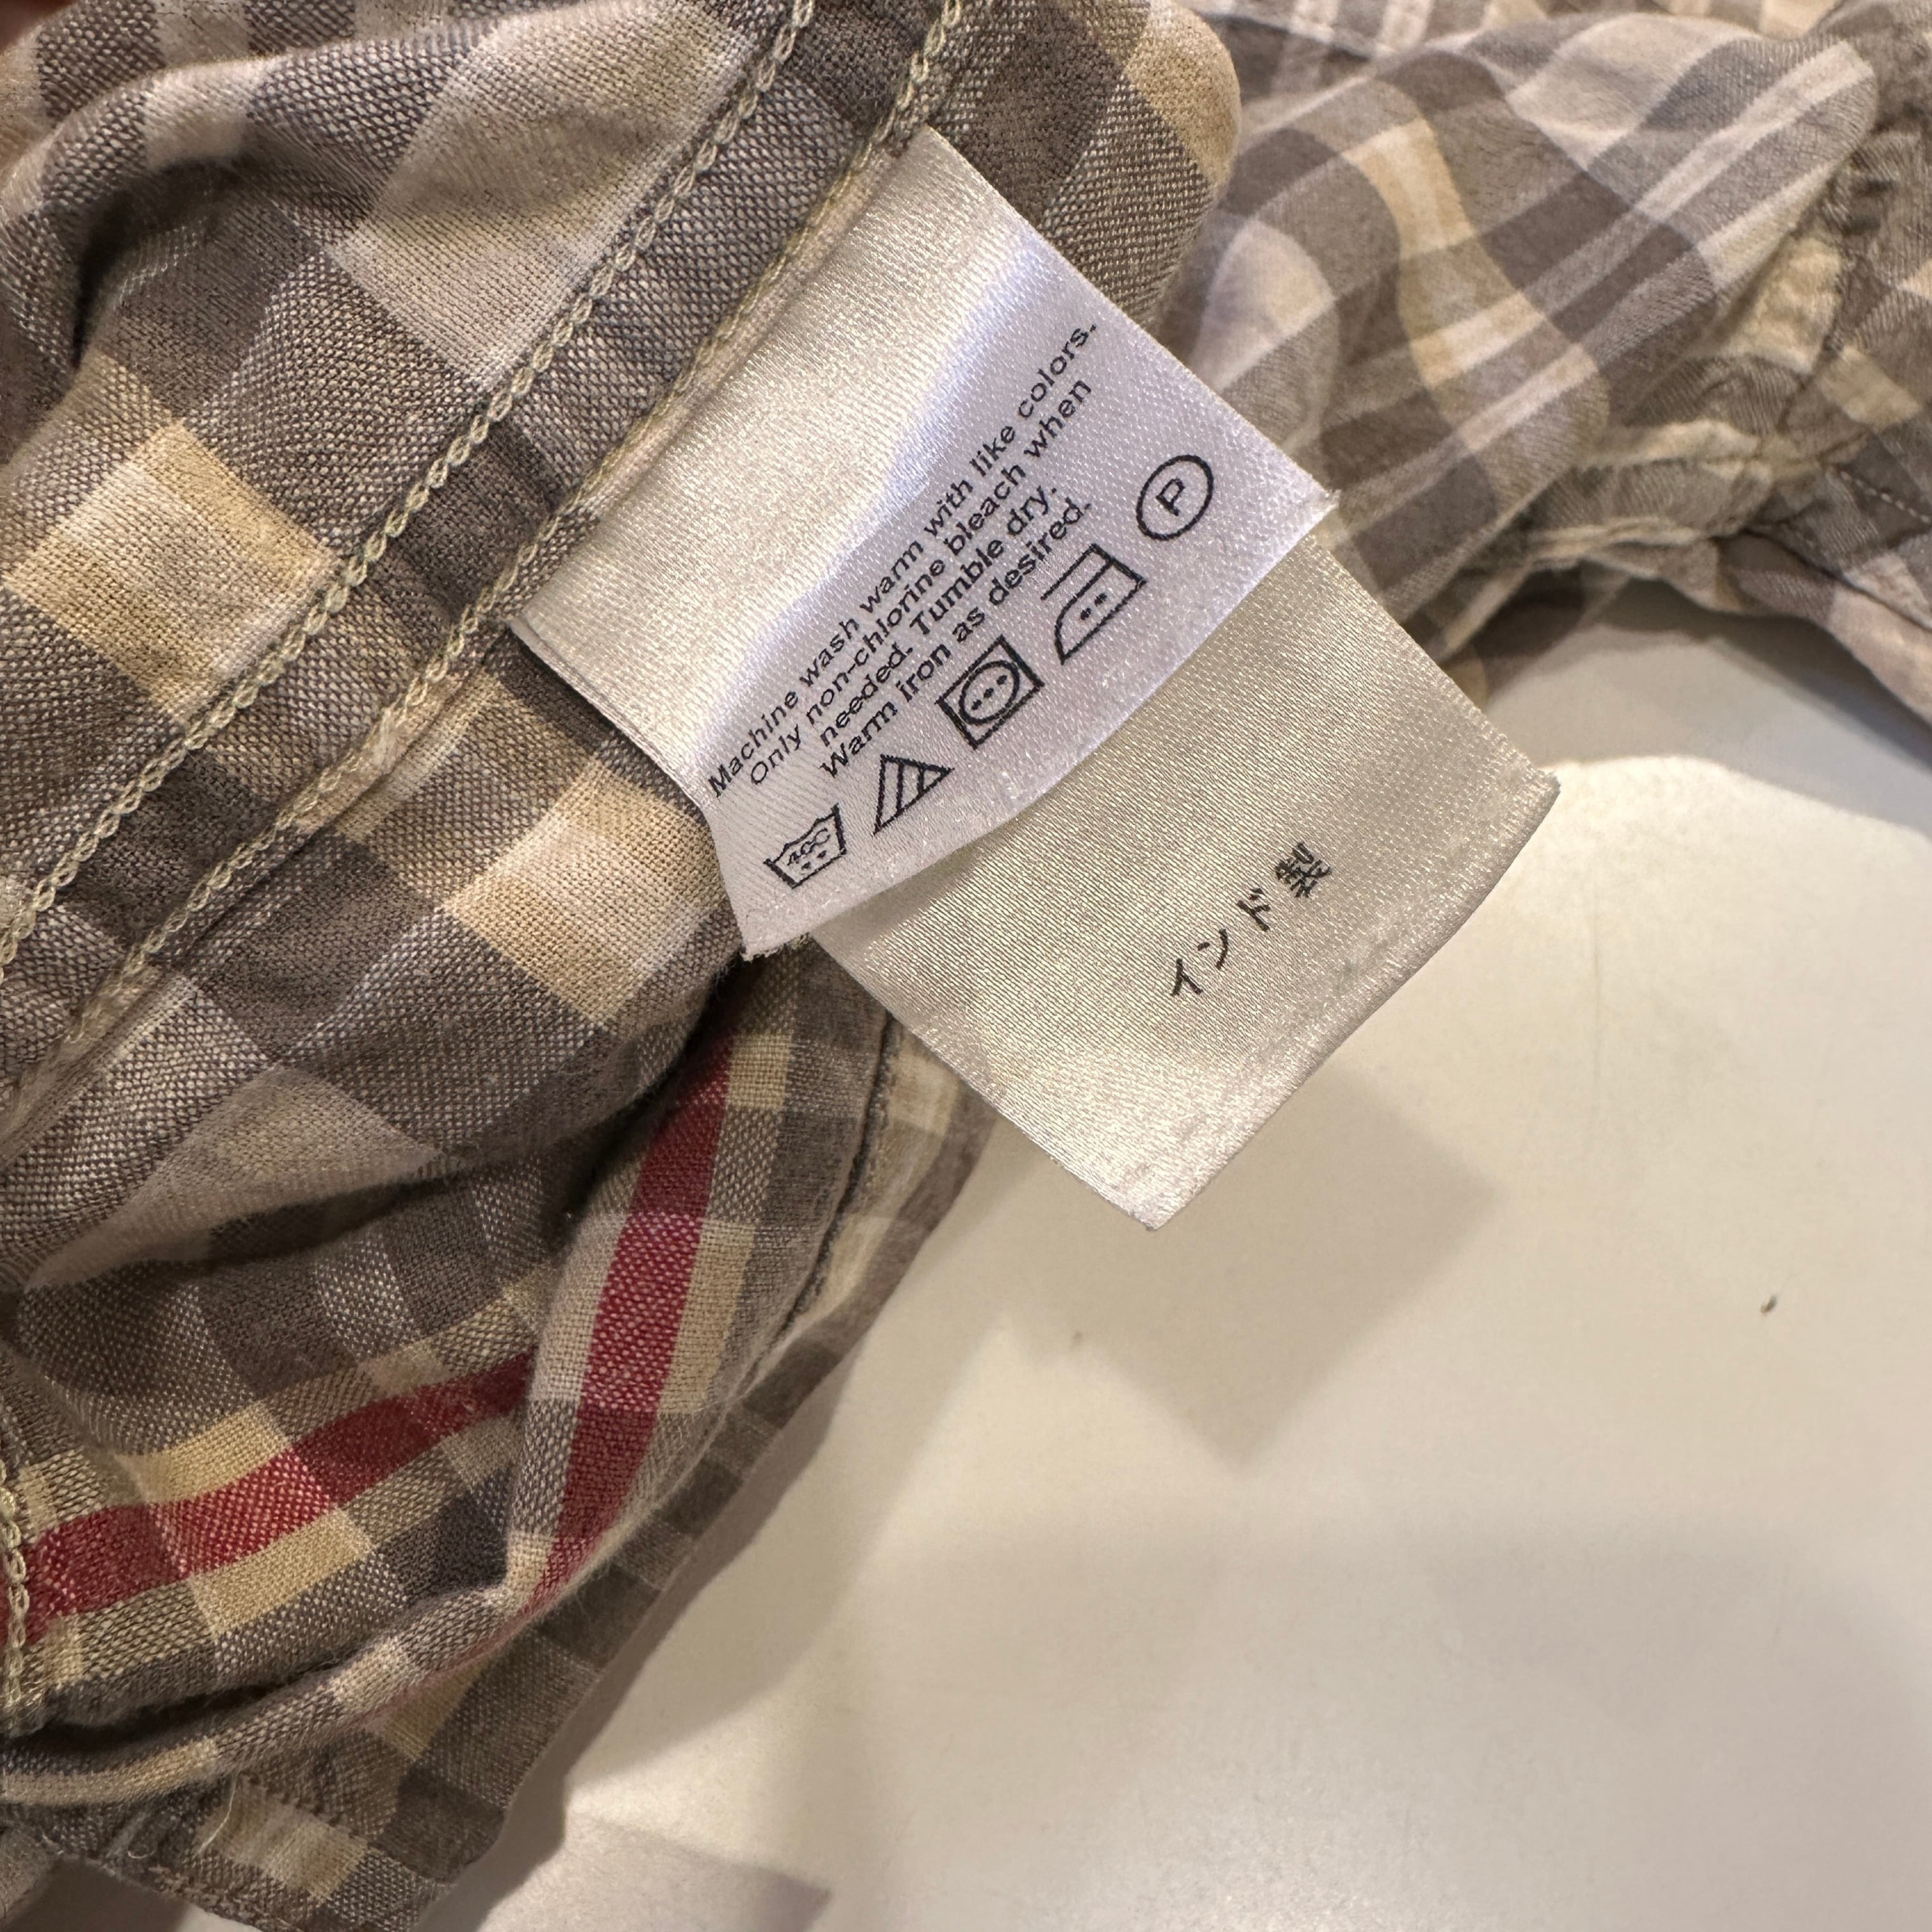 Machine wash warm with like colors.
Only non-chlorine bleach when
needed. Tumble dry.
Warm iron as desired.
40C
P
インド製